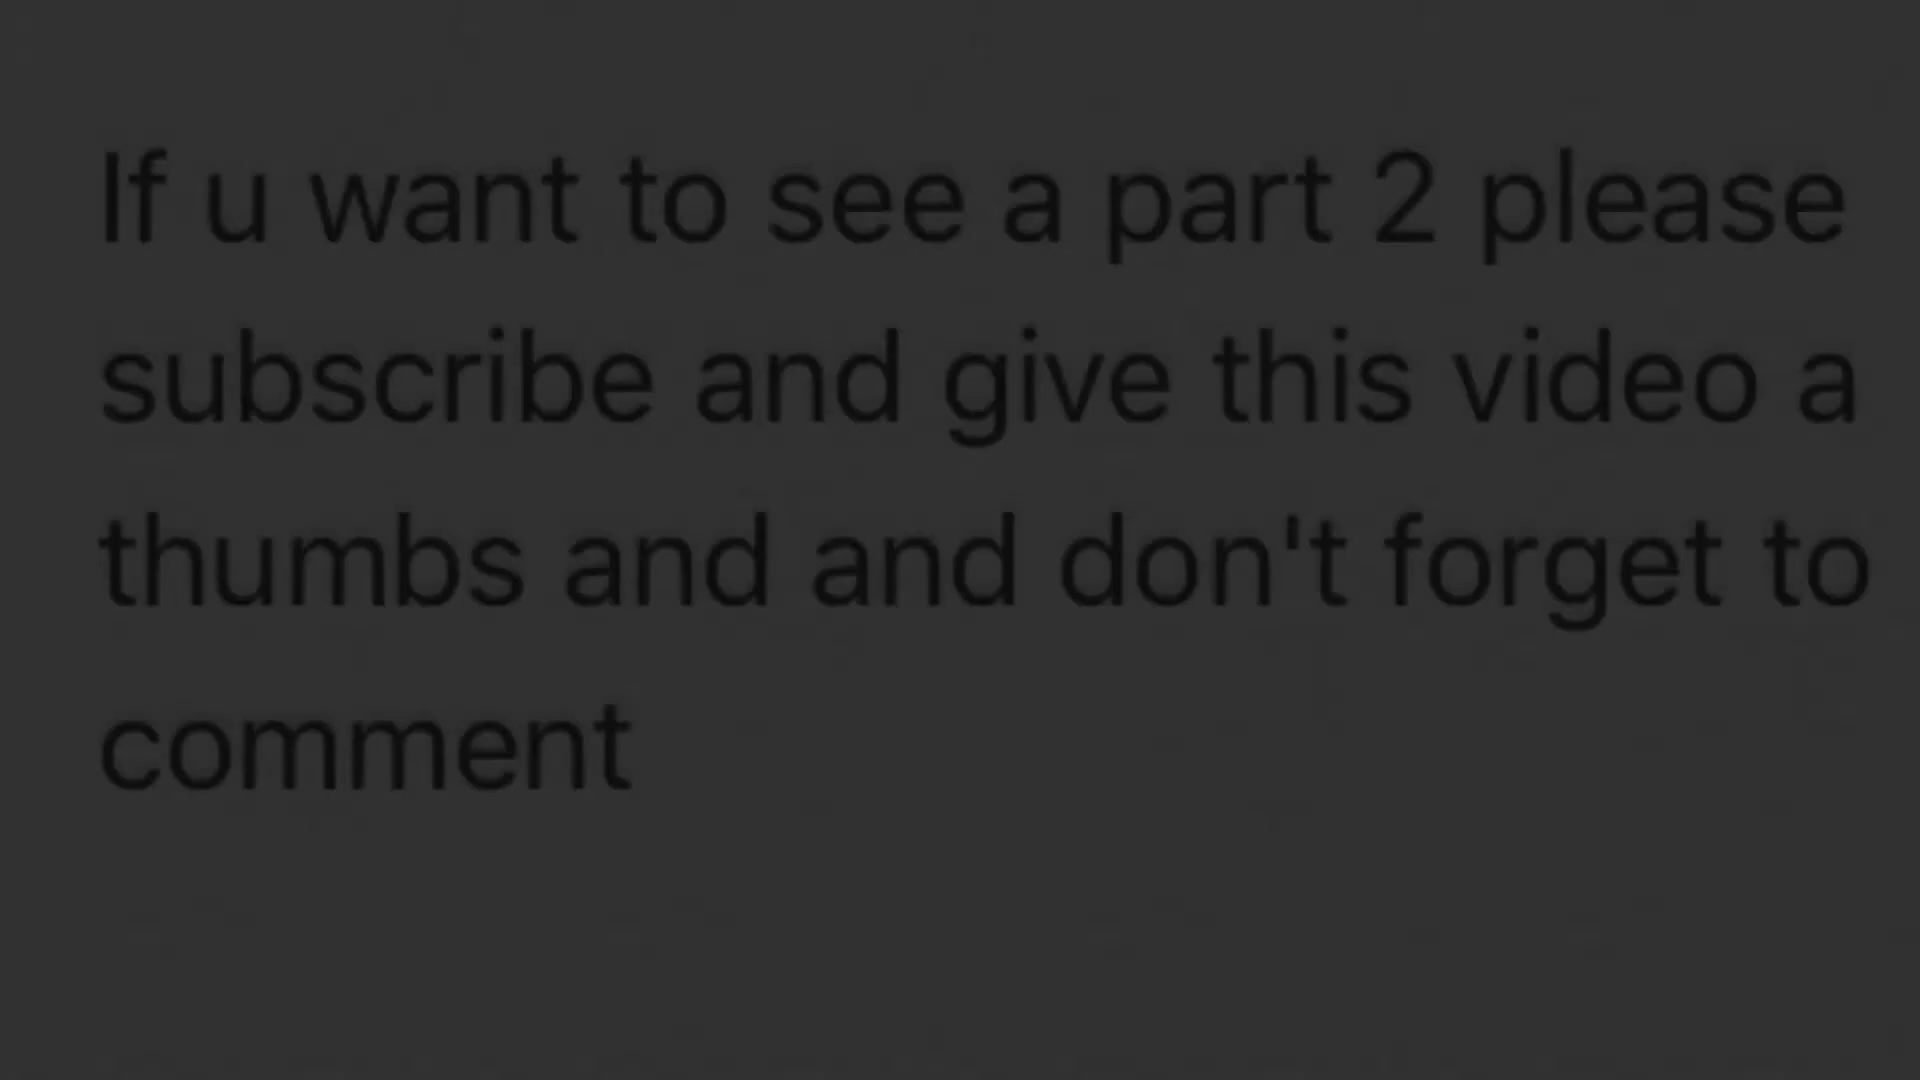 If u want to see a part 2 please
subscribe and give this video a
thumbs and and don't forget to
comment